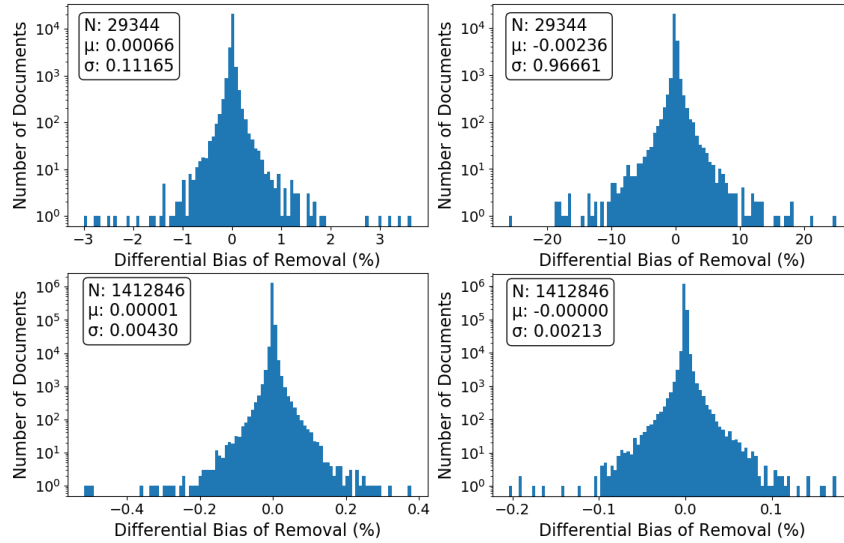 N: 29344
μ: 0.00066
σ: 0.11165
Number of Documents
10⁴
10³
10²
10¹
10⁰
−3 −2 −1 0 1 2 3
Differential Bias of Removal (%)
N: 29344
μ: -0.00236
σ: 0.96661
Number of Documents
10⁴
10³
10²
10¹
10⁰
−20 −10 0 10 20
Differential Bias of Removal (%)
N: 1412846
μ: 0.00001
σ: 0.00430
Number of Documents
10⁶
10⁵
10⁴
10³
10²
10¹
10⁰
−0.4 −0.2 0.0 0.2 0.4
Differential Bias of Removal (%)
N: 1412846
μ: -0.00000
σ: 0.00213
Number of Documents
10⁶
10⁵
10⁴
10³
10²
10¹
10⁰
−0.2 −0.1 0.0 0.1
Differential Bias of Removal (%)